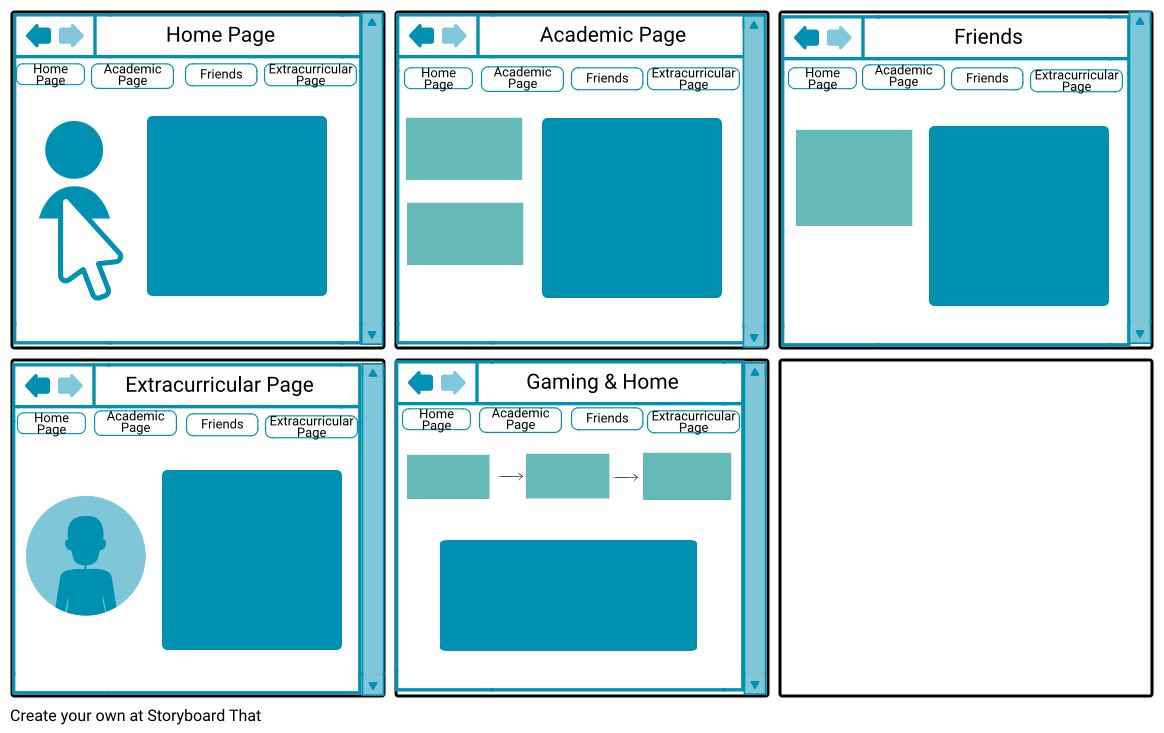 Home Page
Home
Page
Academic
Page
Friends
Extracurricular
Page
Academic Page
Home
Page
Academic
Page
Friends
Extracurricular
Page
Friends
Home
Page
Academic
Page
Friends
Extracurricular
Page
Extracurricular Page
Home
Page
Academic
Page
Friends
Extracurricular
Page
Gaming & Home
Home
Page
Academic
Page
Friends
Extracurricular
Page
Create your own at Storyboard That